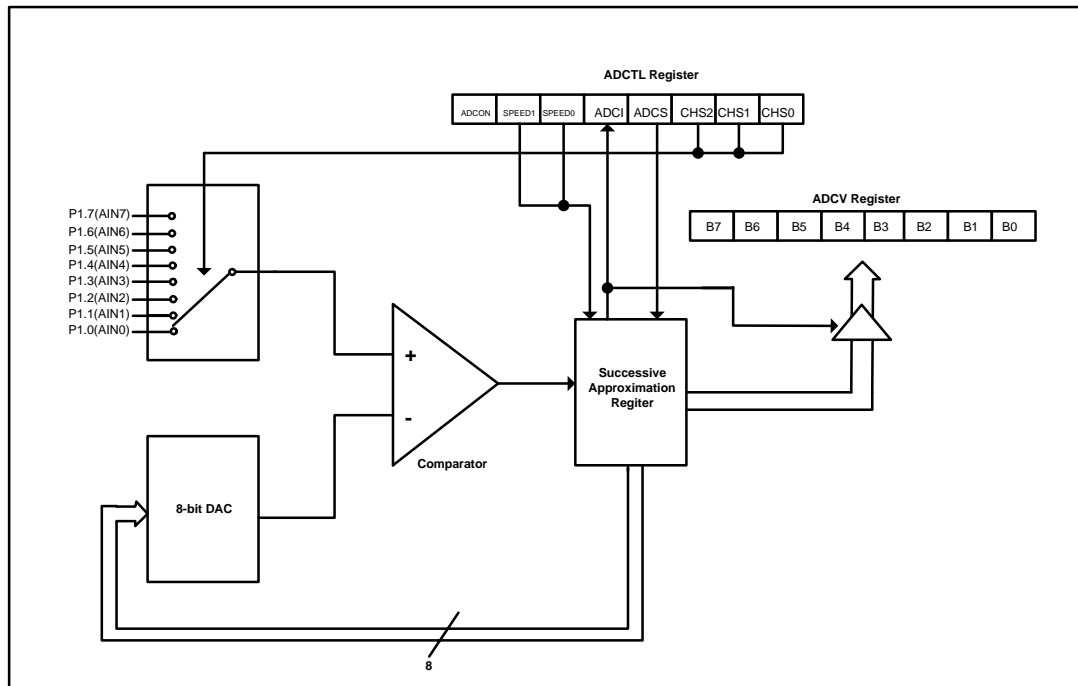 ADCTL Register
ADCON SPEED1 SPEED0 ADCI ADCS CHS2 CHS1 CHS0
ADCV Register
B7 B6 B5 B4 B3 B2 B1 B0
P1.7(AIN7)
P1.6(AIN6)
P1.5(AIN5)
P1.4(AIN4)
P1.3(AIN3)
P1.2(AIN2)
P1.1(AIN1)
P1.0(AIN0)
+
-
Comparator
Successive
Approximation
Regiter
8-bit DAC
8